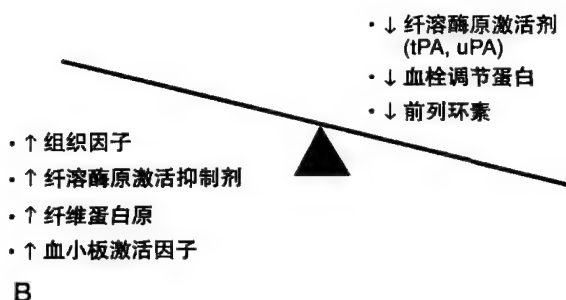 · ↓ 纤溶酶原激活剂
(tPA, uPA)
· ↓ 血栓调节蛋白
· ↓ 前列环素
· ↑ 组织因子
· ↑ 纤溶酶原激活抑制剂
· ↑ 纤维蛋白原
· ↑ 血小板激活因子
B